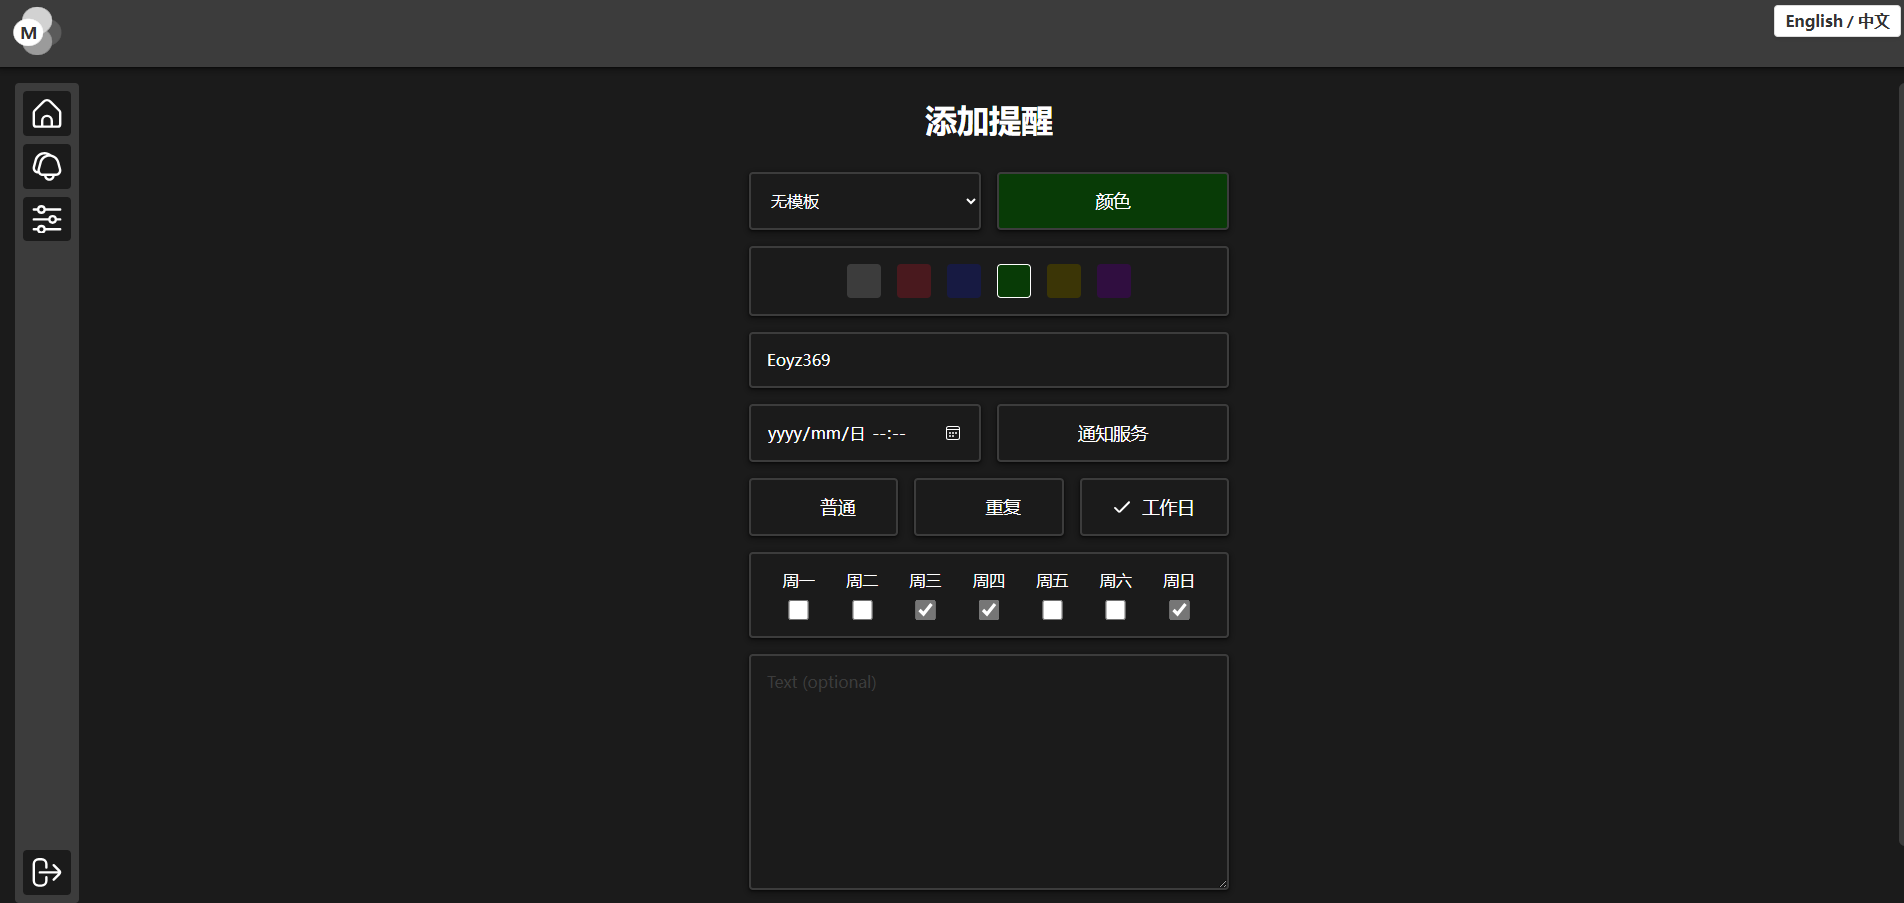 M
English / 中文
添加提醒
无模板
颜色
Eoyz369
yyyy/mm/日 --:--
通知服务
普通
重复
工作日
周一 周二 周三 周四 周五 周六 周日
Text (optional)